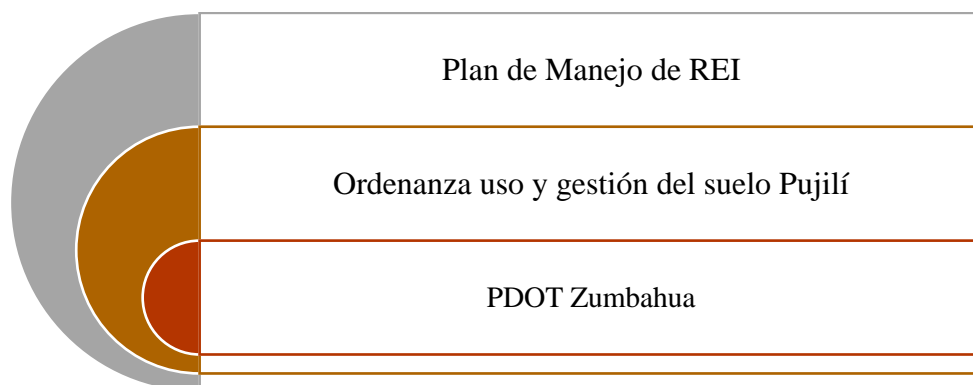 Plan de Manejo de REI
Ordenanza uso y gestión del suelo Pujilí
PDOT Zumbahua